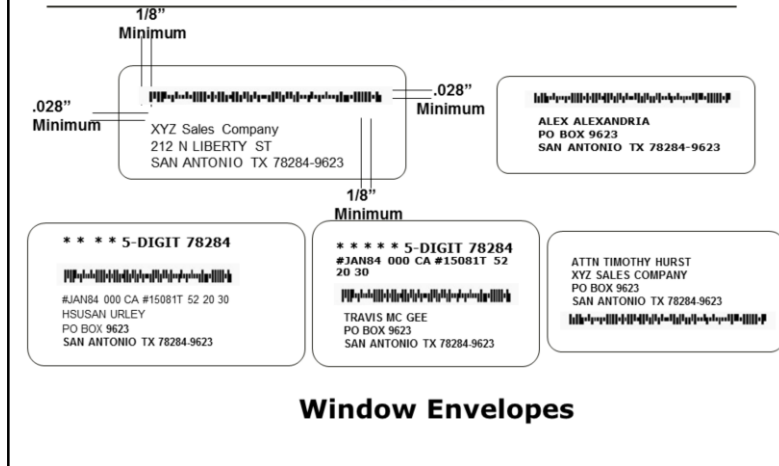 1/8”
Minimum
.028”
Minimum
.028”
Minimum
XYZ Sales Company
212 N LIBERTY ST
SAN ANTONIO TX 78284-9623
1/8”
Minimum
ALEX ALEXANDRIA
PO BOX 9623
SAN ANTONIO TX 78284-9623
* * * * 5-DIGIT 78284
#JAN84 000 CA #15081T 52 20 30
HSUSAN URLEY
PO BOX 9623
SAN ANTONIO TX 78284-9623
* * * * * 5-DIGIT 78284
#JAN84 000 CA #15081T 52
20 30
TRAVIS MC GEE
PO BOX 9623
SAN ANTONIO TX 78284-9623
ATTN TIMOTHY HURST
XYZ SALES COMPANY
PO BOX 9623
SAN ANTONIO TX 78284-9623
Window Envelopes